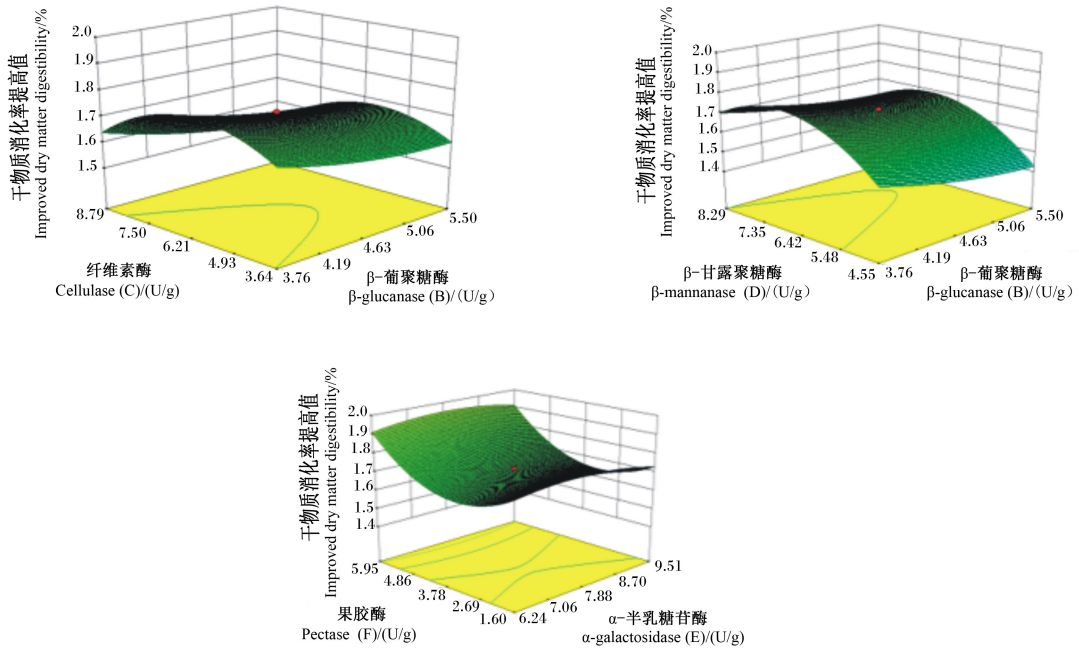 干物质消化率提高值
Improved dry matter digestibility/%
2.0
1.9
1.8
1.7
1.6
1.5
8.79
7.50
6.21
4.93
3.64
3.76
4.19
4.63
5.06
5.50
纤维素酶
Cellulase (C)/(U/g)
β-葡聚糖酶
β-glucanase (B)/(U/g)
干物质消化率提高值
Improved dry matter digestibility/%
2.0
1.9
1.8
1.7
1.6
1.5
1.4
8.29
7.35
6.42
5.48
4.55
3.76
4.19
4.63
5.06
5.50
β-甘露聚糖酶
β-mannanase (D)/(U/g)
β-葡聚糖酶
β-glucanase (B)/(U/g)
干物质消化率提高值
Improved dry matter digestibility/%
2.0
1.9
1.8
1.7
1.6
1.5
1.4
5.95
4.86
3.78
2.69
1.60
6.24
7.06
7.88
8.70
9.51
果胶酶
Pectase (F)/(U/g)
α-半乳糖苷酶
α-galactosidase (E)/(U/g)